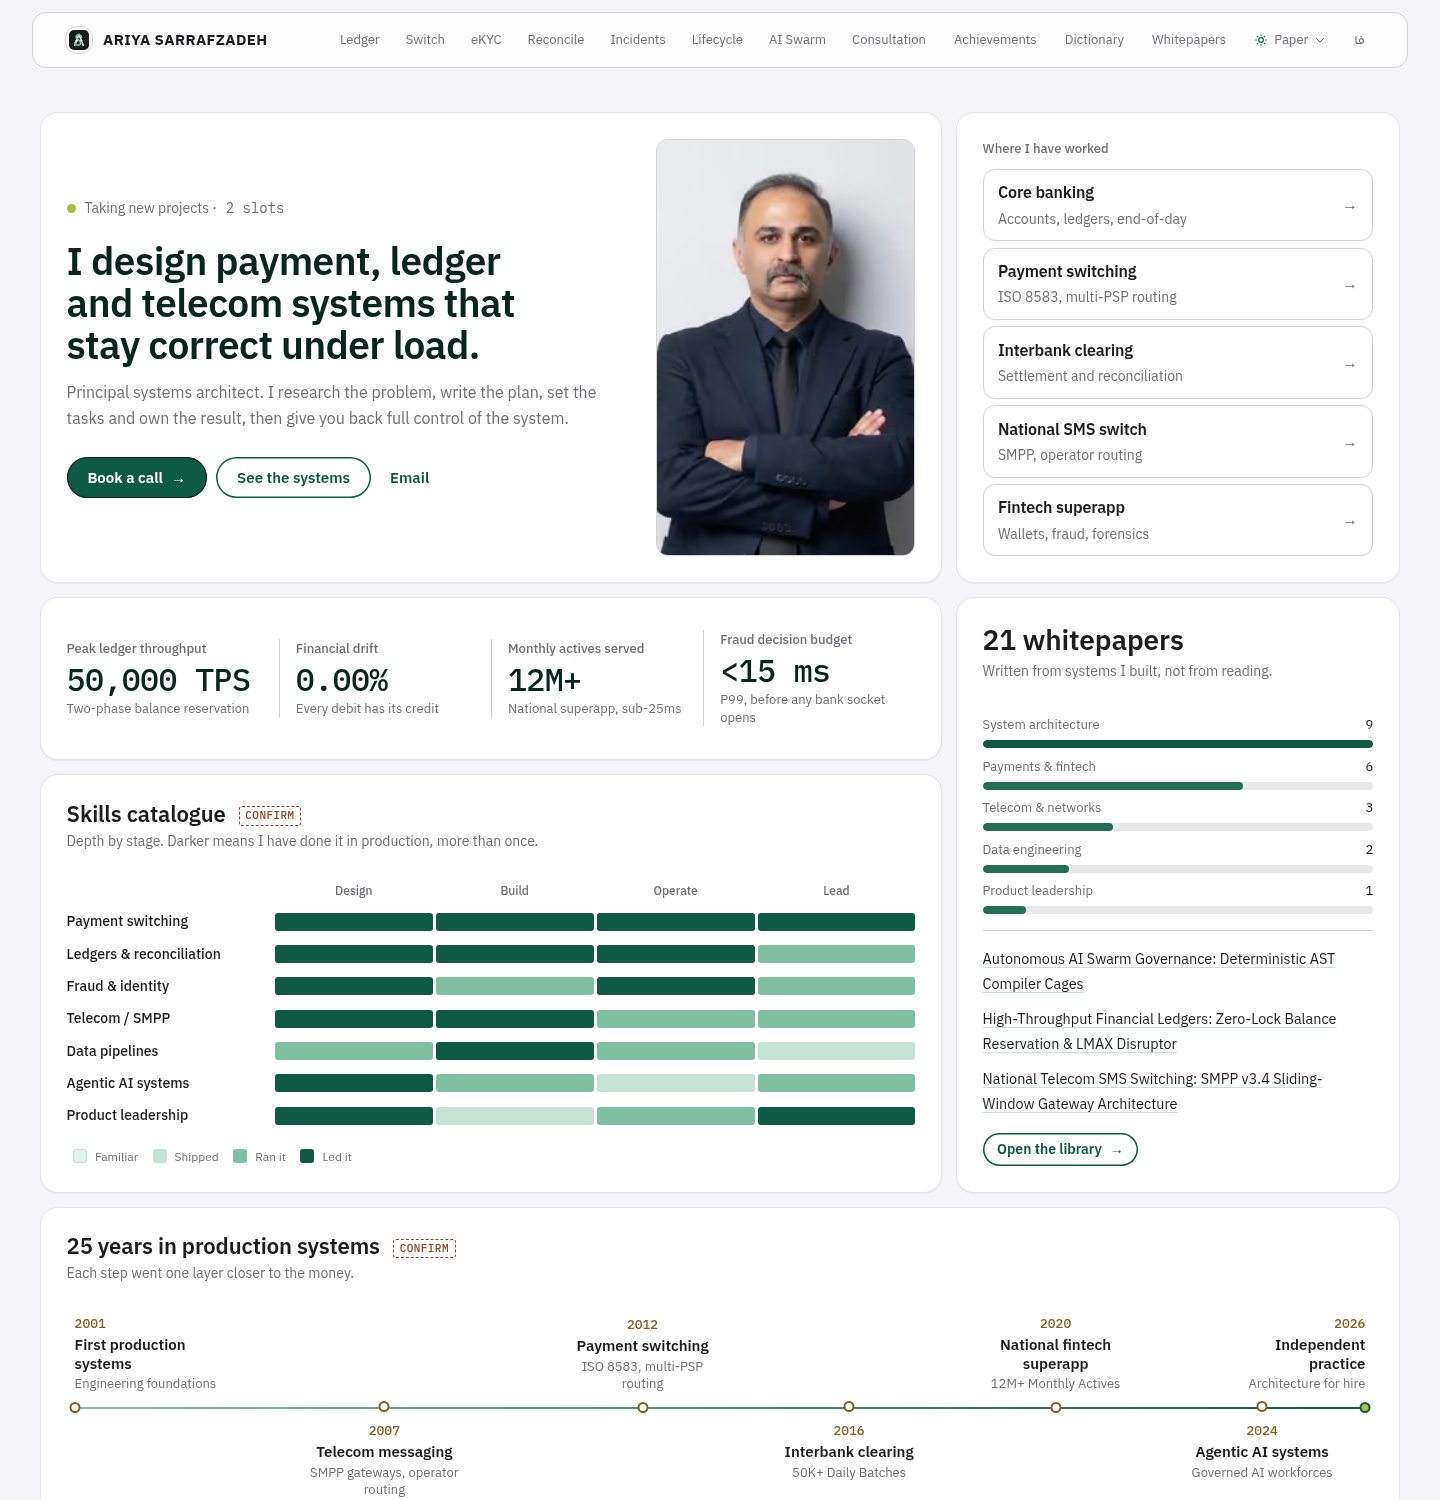 ARIYA SARRAFZADEH
Ledger Switch eKYC Reconcile Incidents Lifecycle AI Swarm Consultation Achievements Dictionary Whitepapers Paper فا
Taking new projects · 2 slots
I design payment, ledger
and telecom systems that
stay correct under load.
Principal systems architect. I research the problem, write the plan, set the
tasks and own the result, then give you back full control of the system.
Book a call →
See the systems
Email
Where I have worked
Core banking
Accounts, ledgers, end-of-day
→
Payment switching
ISO 8583, multi-PSP routing
→
Interbank clearing
Settlement and reconciliation
→
National SMS switch
SMPP, operator routing
→
Fintech superapp
Wallets, fraud, forensics
→
Peak ledger throughput
50,000 TPS
Two-phase balance reservation
Financial drift
0.00%
Every debit has its credit
Monthly actives served
12M+
National superapp, sub-25ms
Fraud decision budget
<15 ms
P99, before any bank socket
opens
21 whitepapers
Written from systems I built, not from reading.
System architecture 9
Payments & fintech 6
Telecom & networks 3
Data engineering 2
Product leadership 1
Autonomous AI Swarm Governance: Deterministic AST
Compiler Cages
High-Throughput Financial Ledgers: Zero-Lock Balance
Reservation & LMAX Disruptor
National Telecom SMS Switching: SMPP v3.4 Sliding-
Window Gateway Architecture
Open the library →
Skills catalogue CONFIRM
Depth by stage. Darker means I have done it in production, more than once.
Design Build Operate Lead
Payment switching
Ledgers & reconciliation
Fraud & identity
Telecom / SMPP
Data pipelines
Agentic AI systems
Product leadership
Familiar Shipped Ran it Led it
25 years in production systems CONFIRM
Each step went one layer closer to the money.
2001
First production
systems
Engineering foundations
2007
Telecom messaging
SMPP gateways, operator
routing
2012
Payment switching
ISO 8583, multi-PSP
routing
2016
Interbank clearing
50K+ Daily Batches
2020
National fintech
superapp
12M+ Monthly Actives
2024
Agentic AI systems
Governed AI workforces
2026
Independent
practice
Architecture for hire